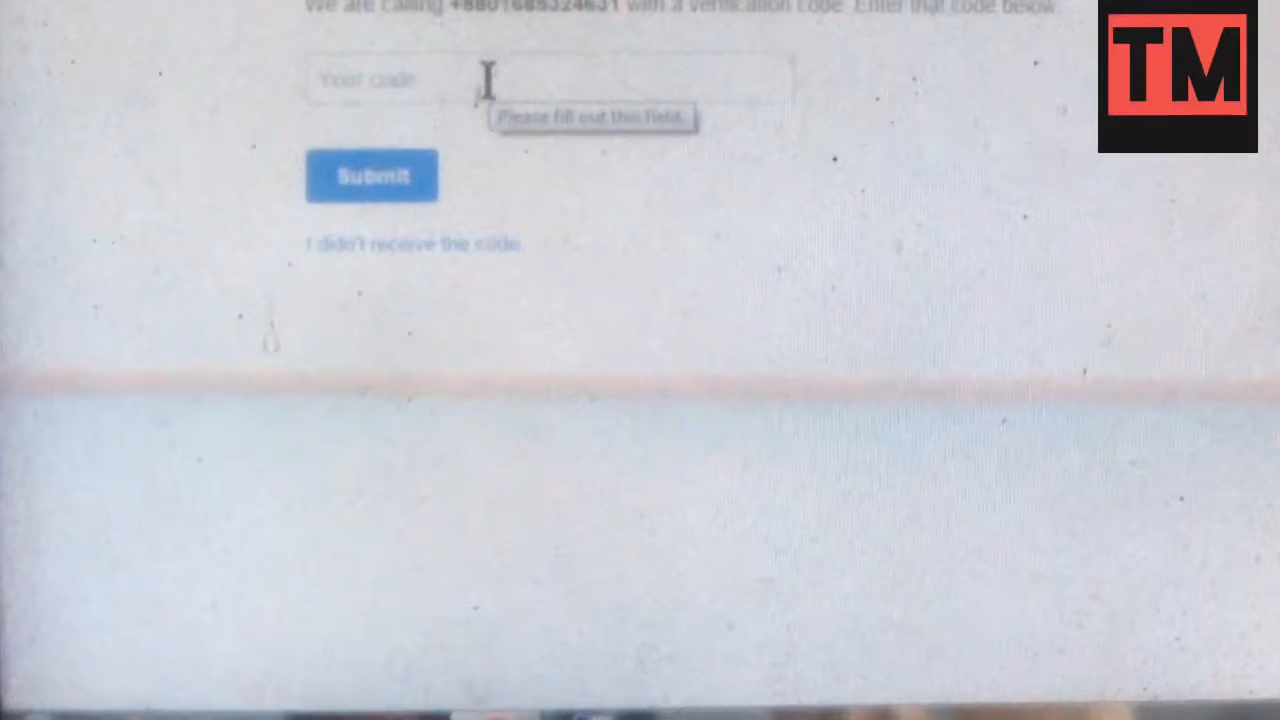 We are calling +8801685324631 with a verification code. Enter that code below.
Your code
Please fill out this field.
Submit
I didn't receive the code.
TM